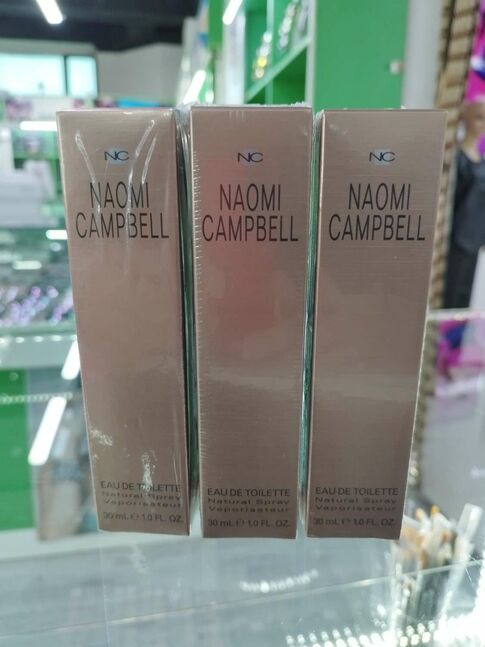 NC
NAOMI
CAMPBELL
EAU DE TOILETTE
Natural Spray
Vaporisateur
30 mL e 1.0 FL. OZ.
NC
NAOMI
CAMPBELL
EAU DE TOILETTE
Natural Spray
Vaporisateur
30 mL e 1.0 FL. OZ.
NC
NAOMI
CAMPBELL
EAU DE TOILETTE
Natural Spray
Vaporisateur
30 mL e 1.0 FL. OZ.